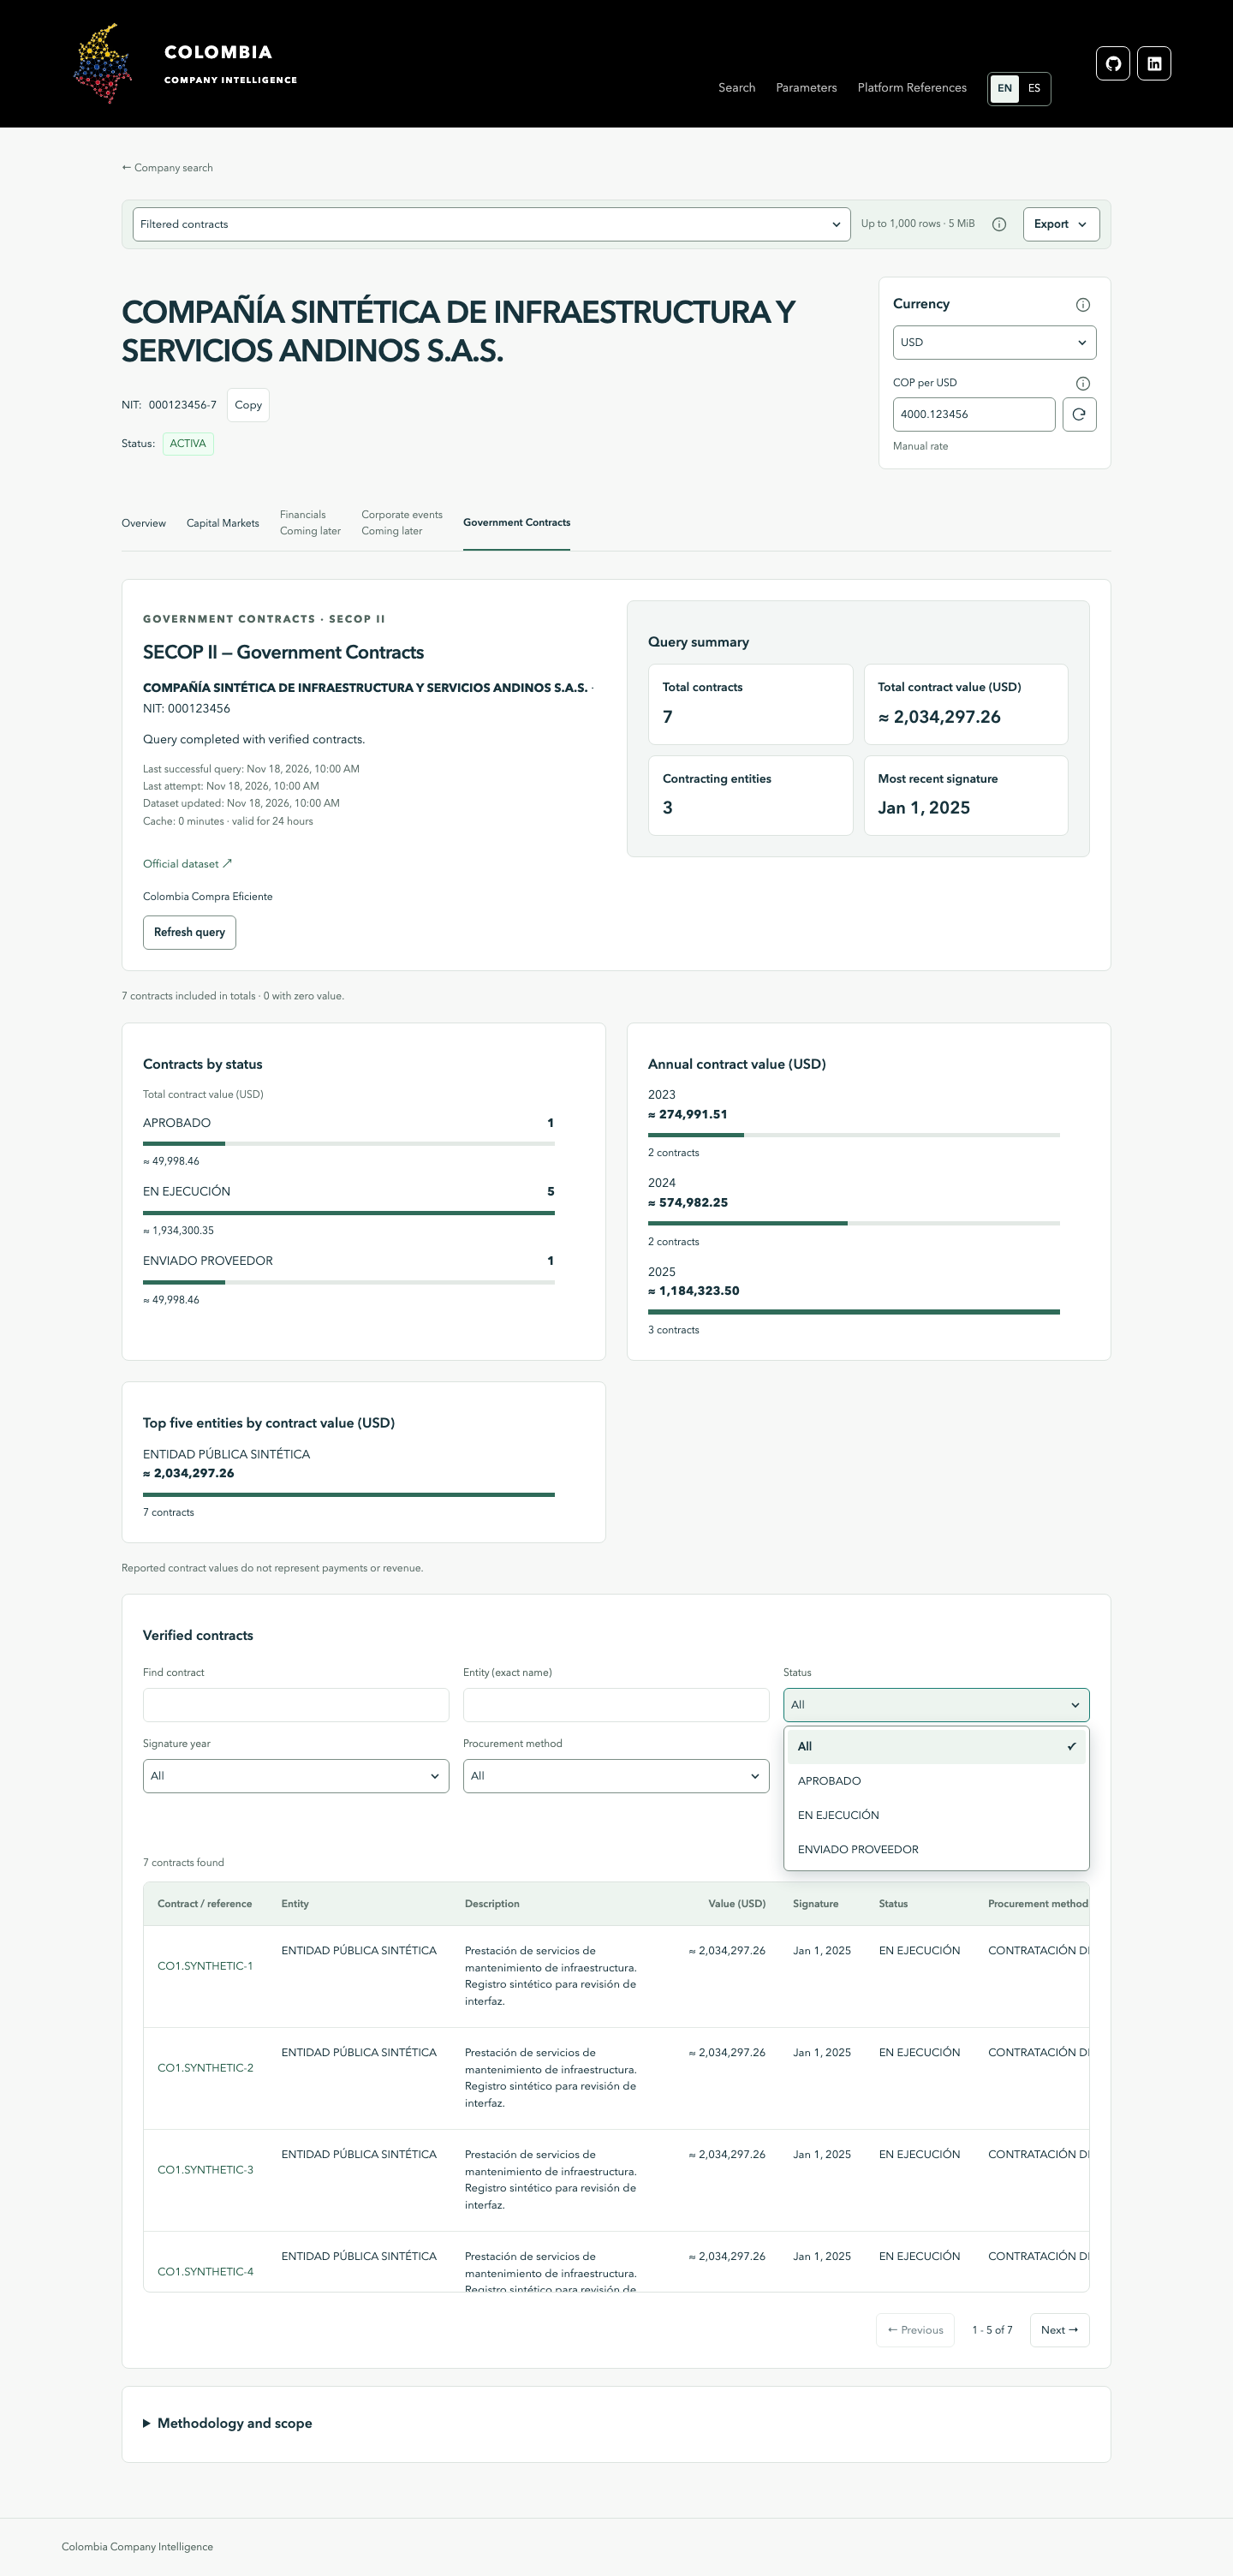 COLOMBIA
COMPANY INTELLIGENCE
Search
Parameters
Platform References
EN
ES
← Company search
Filtered contracts
Up to 1,000 rows · 5 MiB
Export
COMPAÑÍA SINTÉTICA DE INFRAESTRUCTURA Y
SERVICIOS ANDINOS S.A.S.
NIT: 000123456-7
Copy
Status: ACTIVA
Currency
USD
COP per USD
4000.123456
Manual rate
Overview
Capital Markets
Financials
Coming later
Corporate events
Coming later
Government Contracts
GOVERNMENT CONTRACTS · SECOP II
SECOP II – Government Contracts
COMPAÑÍA SINTÉTICA DE INFRAESTRUCTURA Y SERVICIOS ANDINOS S.A.S. ·
NIT: 000123456
Query completed with verified contracts.
Last successful query: Nov 18, 2026, 10:00 AM
Last attempt: Nov 18, 2026, 10:00 AM
Dataset updated: Nov 18, 2026, 10:00 AM
Cache: 0 minutes · valid for 24 hours
Official dataset ↗
Colombia Compra Eficiente
Refresh query
Query summary
Total contracts
7
Total contract value (USD)
≈ 2,034,297.26
Contracting entities
3
Most recent signature
Jan 1, 2025
7 contracts included in totals · 0 with zero value.
Contracts by status
Total contract value (USD)
APROBADO 1
≈ 49,998.46
EN EJECUCIÓN 5
≈ 1,934,300.35
ENVIADO PROVEEDOR 1
≈ 49,998.46
Annual contract value (USD)
2023
≈ 274,991.51
2 contracts
2024
≈ 574,982.25
2 contracts
2025
≈ 1,184,323.50
3 contracts
Top five entities by contract value (USD)
ENTIDAD PÚBLICA SINTÉTICA
≈ 2,034,297.26
7 contracts
Reported contract values do not represent payments or revenue.
Verified contracts
Find contract
Entity (exact name)
Status
All
Signature year
All
Procurement method
All
All ✓
APROBADO
EN EJECUCIÓN
ENVIADO PROVEEDOR
7 contracts found
Contract / reference Entity Description Value (USD) Signature Status Procurement method
CO1.SYNTHETIC-1 ENTIDAD PÚBLICA SINTÉTICA Prestación de servicios de ≈ 2,034,297.26 Jan 1, 2025 EN EJECUCIÓN CONTRATACIÓN
mantenimiento de infraestructura.
Registro sintético para revisión de
interfaz.
CO1.SYNTHETIC-2 ENTIDAD PÚBLICA SINTÉTICA Prestación de servicios de ≈ 2,034,297.26 Jan 1, 2025 EN EJECUCIÓN CONTRATACIÓN
mantenimiento de infraestructura.
Registro sintético para revisión de
interfaz.
CO1.SYNTHETIC-3 ENTIDAD PÚBLICA SINTÉTICA Prestación de servicios de ≈ 2,034,297.26 Jan 1, 2025 EN EJECUCIÓN CONTRATACIÓN
mantenimiento de infraestructura.
Registro sintético para revisión de
interfaz.
CO1.SYNTHETIC-4 ENTIDAD PÚBLICA SINTÉTICA Prestación de servicios de ≈ 2,034,297.26 Jan 1, 2025 EN EJECUCIÓN CONTRATACIÓN
mantenimiento de infraestructura.
Registro sintético para revisión de
← Previous
1 - 5 of 7
Next →
Methodology and scope
Colombia Company Intelligence